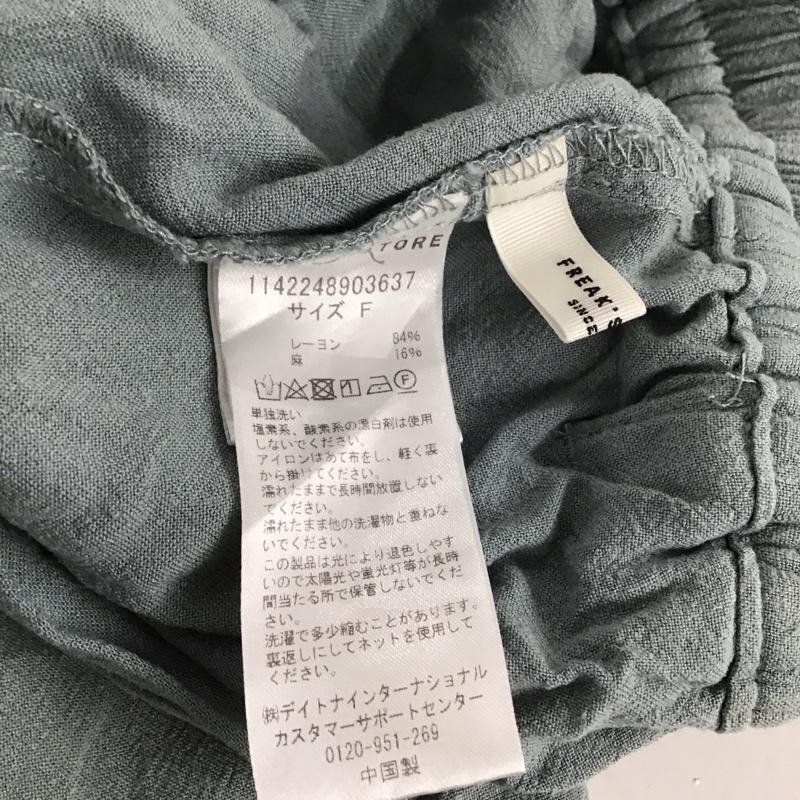 TORE
1142248903637
サイズ F
レーヨン 84%
麻 16%
単独洗い
塩素系、酸素系の漂白剤は使用
しないでください。
アイロンはあて布をし、軽く裏
から掛けてください。
濡れたままで長時間放置しない
でください。
濡れたまま他の洗濯物と重ねな
いでください。
この製品は光により退色しやす
いので太陽光や蛍光灯等が長時
間当たる所で保管しないでくだ
さい。
洗濯で多少縮むことがあります。
裏返しにしてネットを使用して
ください。
㈱デイトナインターナショナル
カスタマーサポートセンター
0120-951-269
中国製
FREAK'S
SINCE